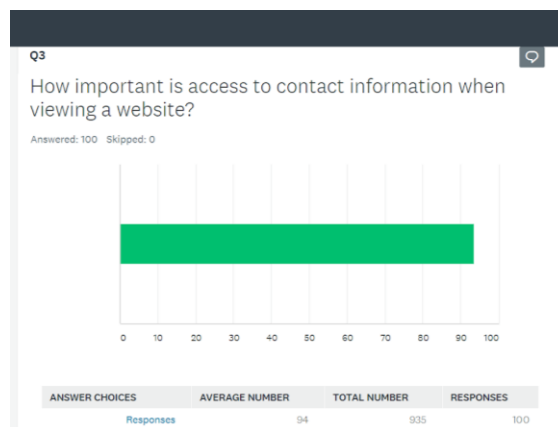 Q3
How important is access to contact information when
viewing a website?
Answered: 100 Skipped: 0
0 10 20 30 40 50 60 70 80 90 100
ANSWER CHOICES AVERAGE NUMBER TOTAL NUMBER RESPONSES
Responses 94 935 100